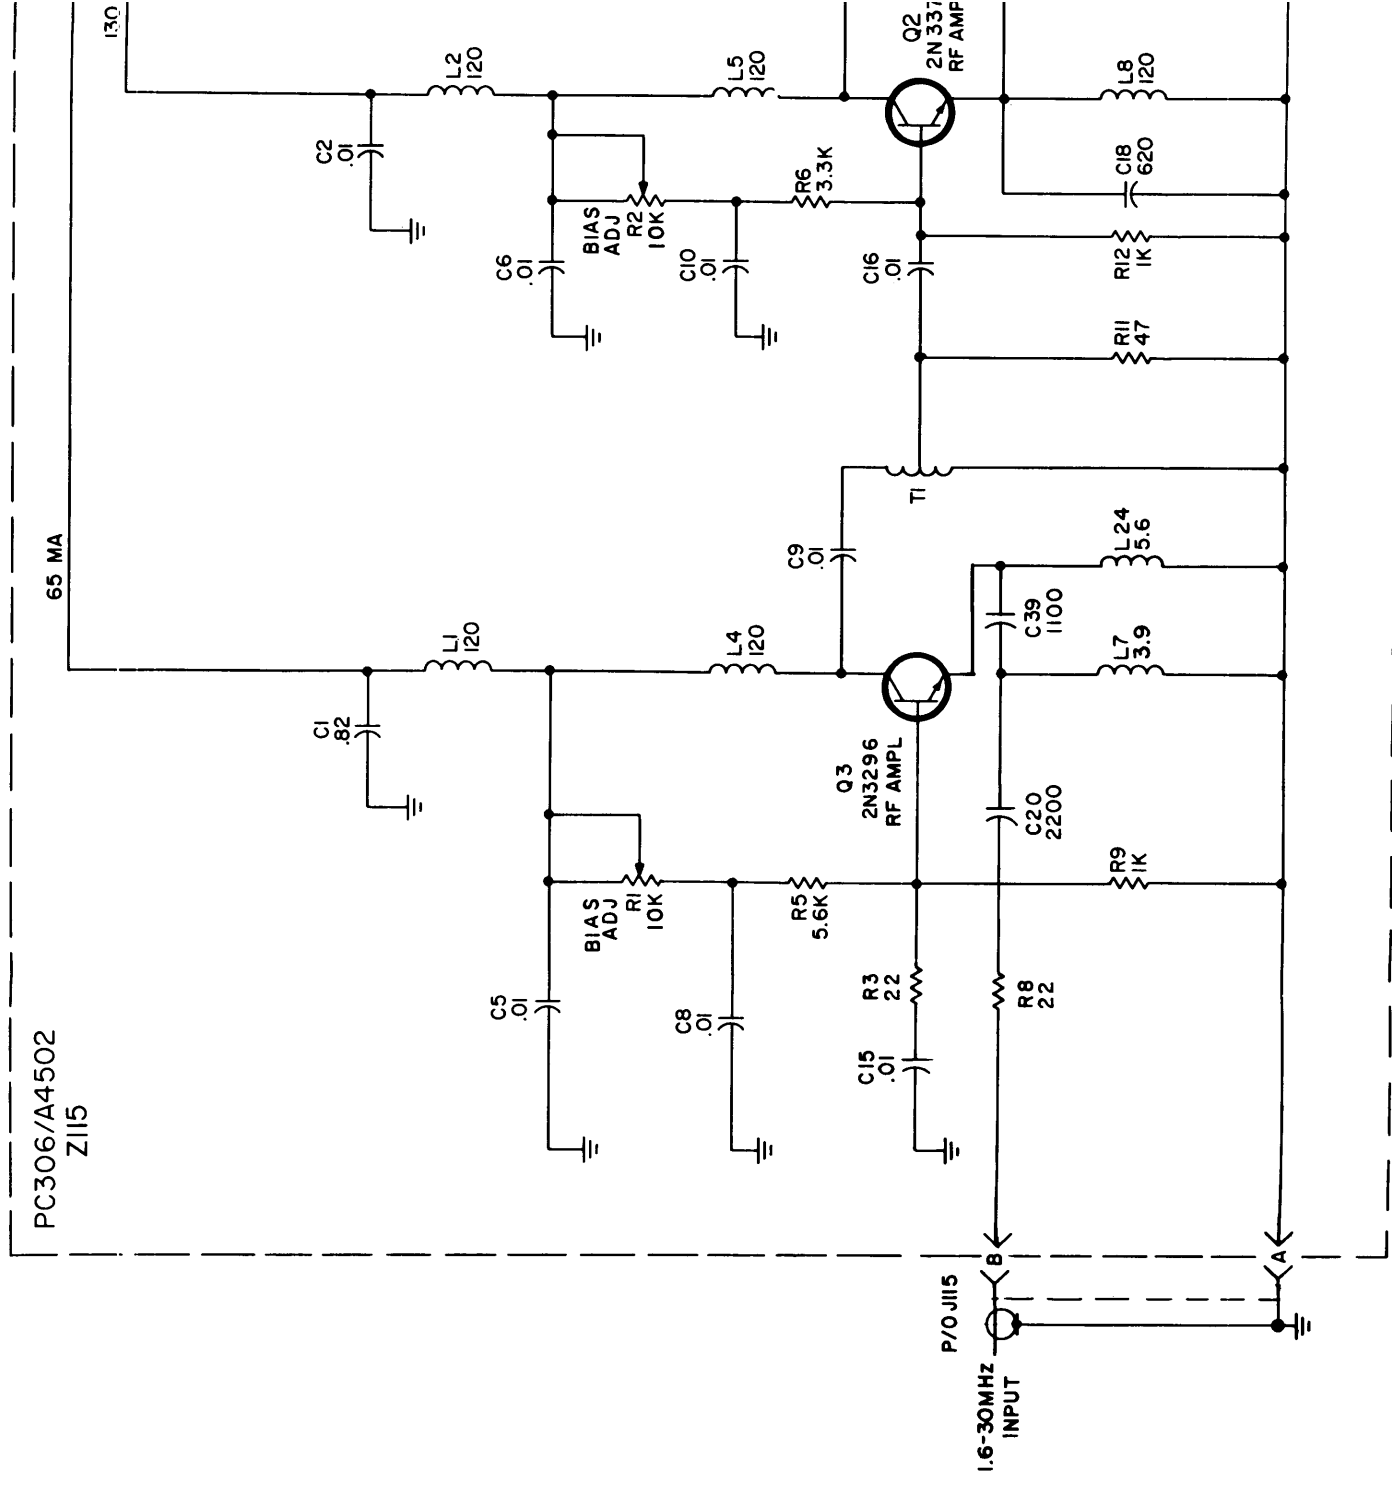 PC306/A4502
Z115
65 MA
130
C1
.82
L1
120
C5
.01
BIAS
ADJ
R1
10K
C8
.01
L4
120
R5
5.6K
Q3
2N3296
RF AMPL
C15
.01
R3
22
R8
22
C20
2200
R9
1K
C39
1100
L7
3.9
L24
5.6
C9
.01
T1
C2
.01
L2
120
C6
.01
BIAS
ADJ
R2
10K
C10
.01
L5
120
R6
3.3K
C16
.01
Q2
2N337
RF AMP
R11
47
R12
1K
C18
620
L8
120
P/OJ115
B
A
1.6-30MHz
INPUT